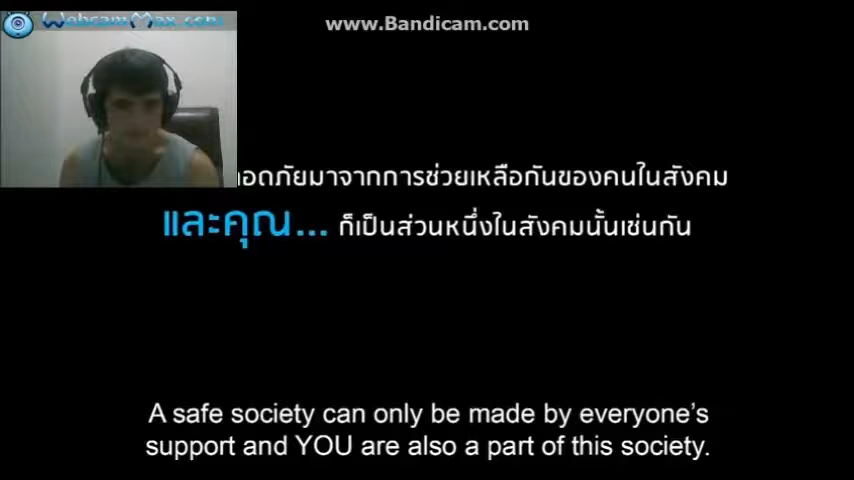 WebcamMax.com
www.Bandicam.com
ภัยมาจากการช่วยเหลือกันของคนในสังคม
และคุณ... ก็เป็นส่วนหนึ่งในสังคมนั้นเช่นกัน
A safe society can only be made by everyone's
support and YOU are also a part of this society.